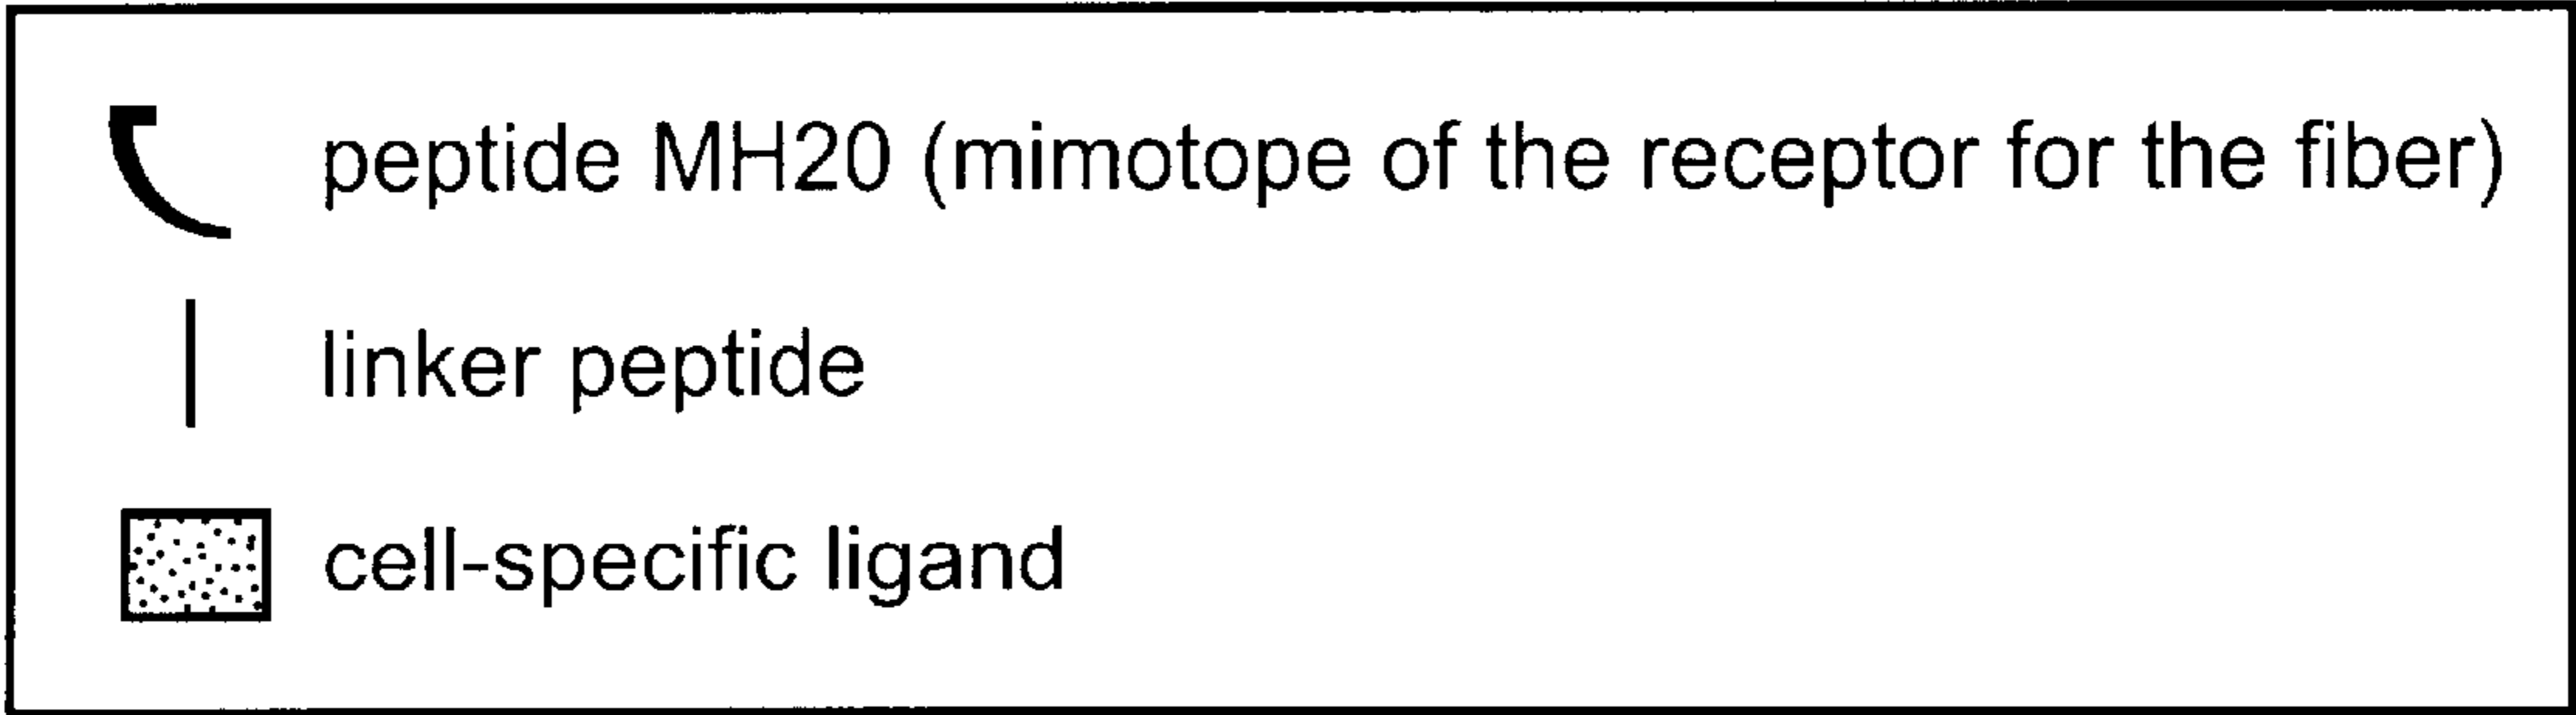 peptide MH20 (mimotope of the receptor for the fiber)
linker peptide
cell-specific ligand